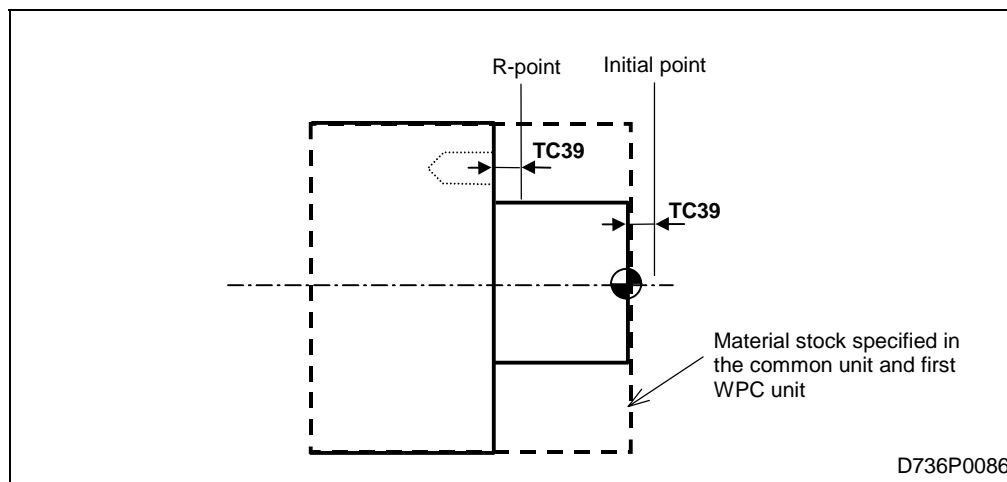 R-point
Initial point
TC39
TC39
Material stock specified in
the common unit and first
WPC unit
D736P0086